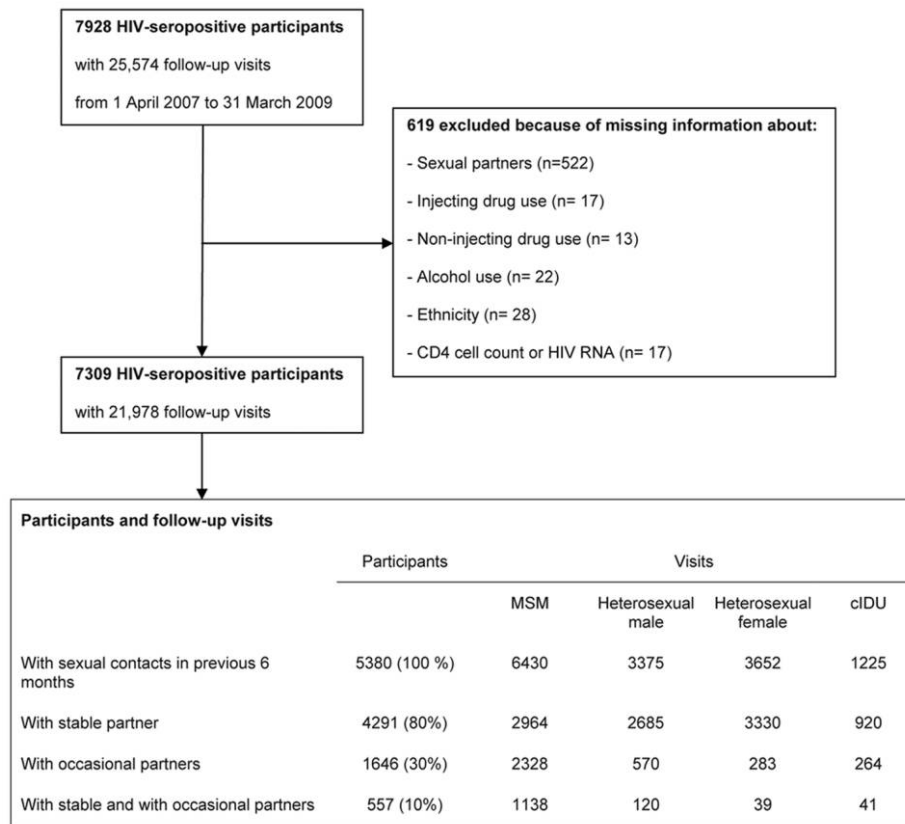 7928 HIV-seropositive participants
with 25,574 follow-up visits
from 1 April 2007 to 31 March 2009
619 excluded because of missing information about:
- Sexual partners (n=522)
- Injecting drug use (n= 17)
- Non-injecting drug use (n= 13)
- Alcohol use (n= 22)
- Ethnicity (n= 28)
- CD4 cell count or HIV RNA (n= 17)
7309 HIV-seropositive participants
with 21,978 follow-up visits
Participants and follow-up visits
Participants Visits
MSM Heterosexual male Heterosexual female cIDU
With sexual contacts in previous 6 months 5380 (100 %) 6430 3375 3652 1225
With stable partner 4291 (80%) 2964 2685 3330 920
With occasional partners 1646 (30%) 2328 570 283 264
With stable and with occasional partners 557 (10%) 1138 120 39 41